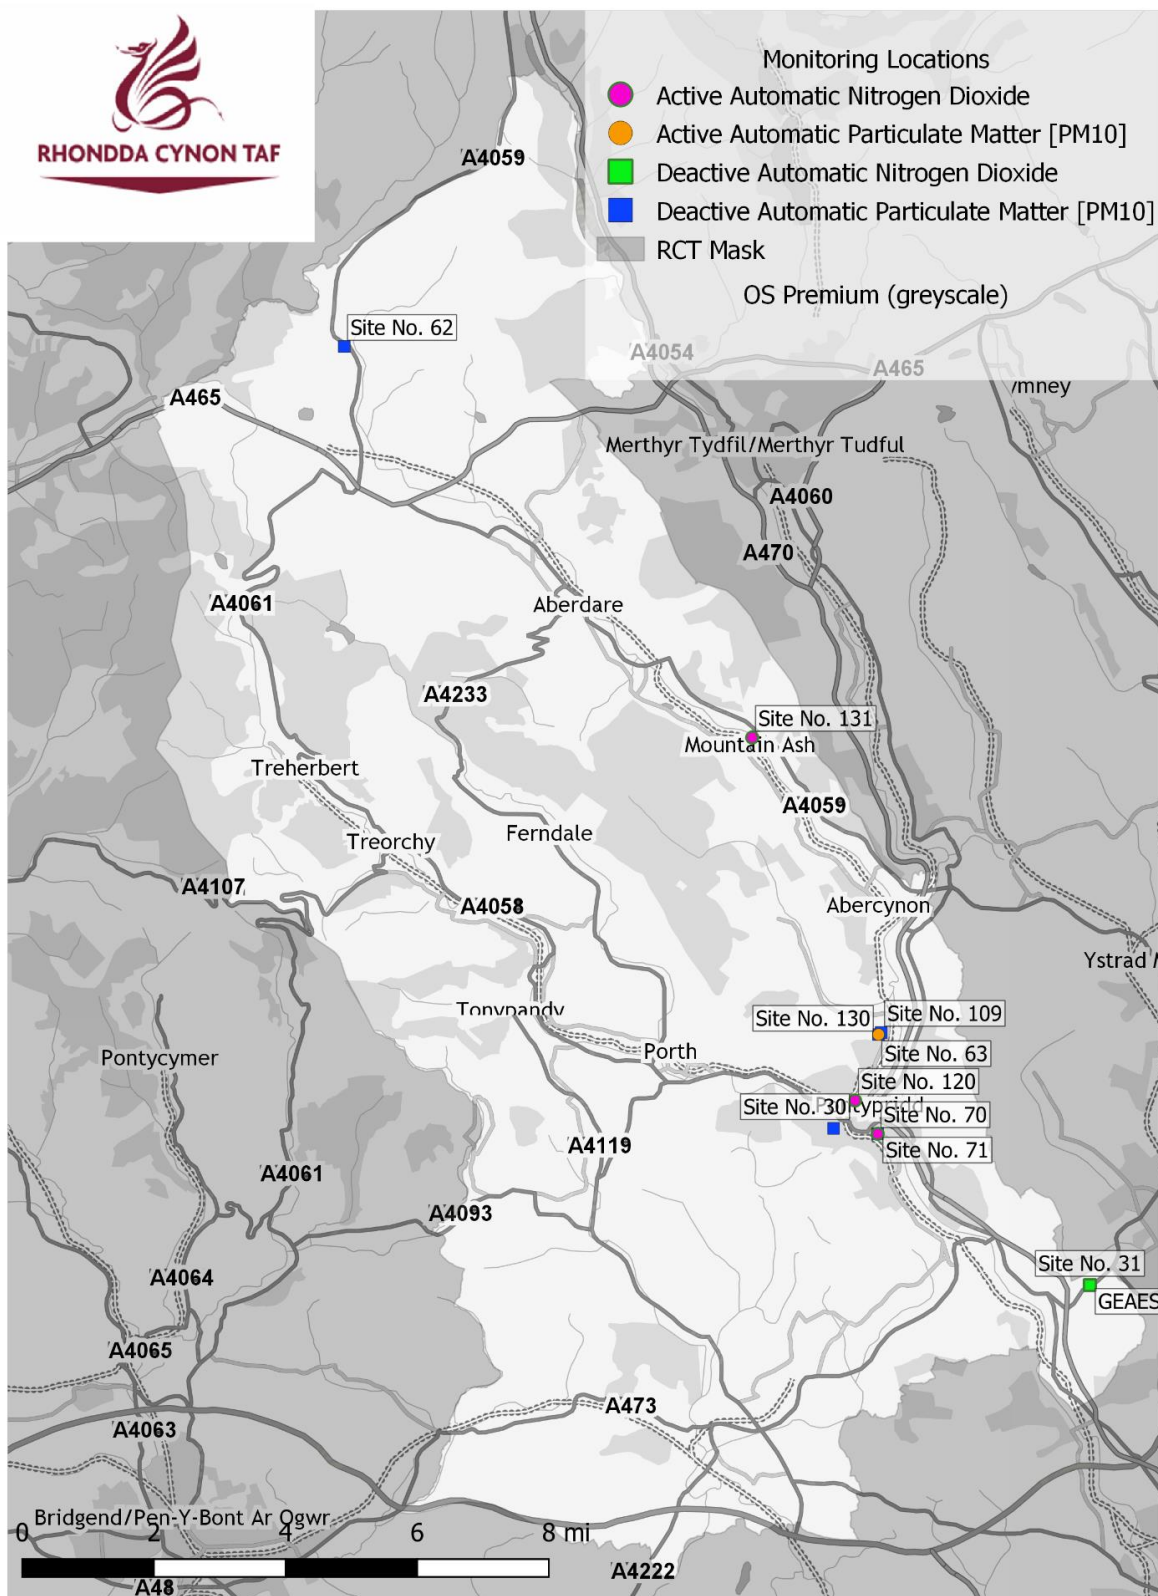 RHONDDA CYNON TAF
Monitoring Locations
Active Automatic Nitrogen Dioxide
Active Automatic Particulate Matter [PM10]
Deactive Automatic Nitrogen Dioxide
Deactive Automatic Particulate Matter [PM10]
RCT Mask
OS Premium (greyscale)
A4059
Site No. 62
A4054
A465
A465
Merthyr Tydfil/Merthyr Tudful
A4060
A470
A4061
Aberdare
A4233
Site No. 131
Mountain Ash
Treherbert
A4059
Treorchy
Ferndale
A4107
A4058
Abercynon
Ystrad
Tonypandy
Site No. 130
Site No. 109
Pontycymer
Porth
Site No. 63
Site No. 120
Site No. 30
Pontypridd
Site No. 70
A4119
Site No. 71
A4061
A4093
A4064
Site No. 31
GEAES
A4065
A473
A4063
Bridgend/Pen-Y-Bont Ar Ogwr
0 2 4 6 8 mi
A4222
A48